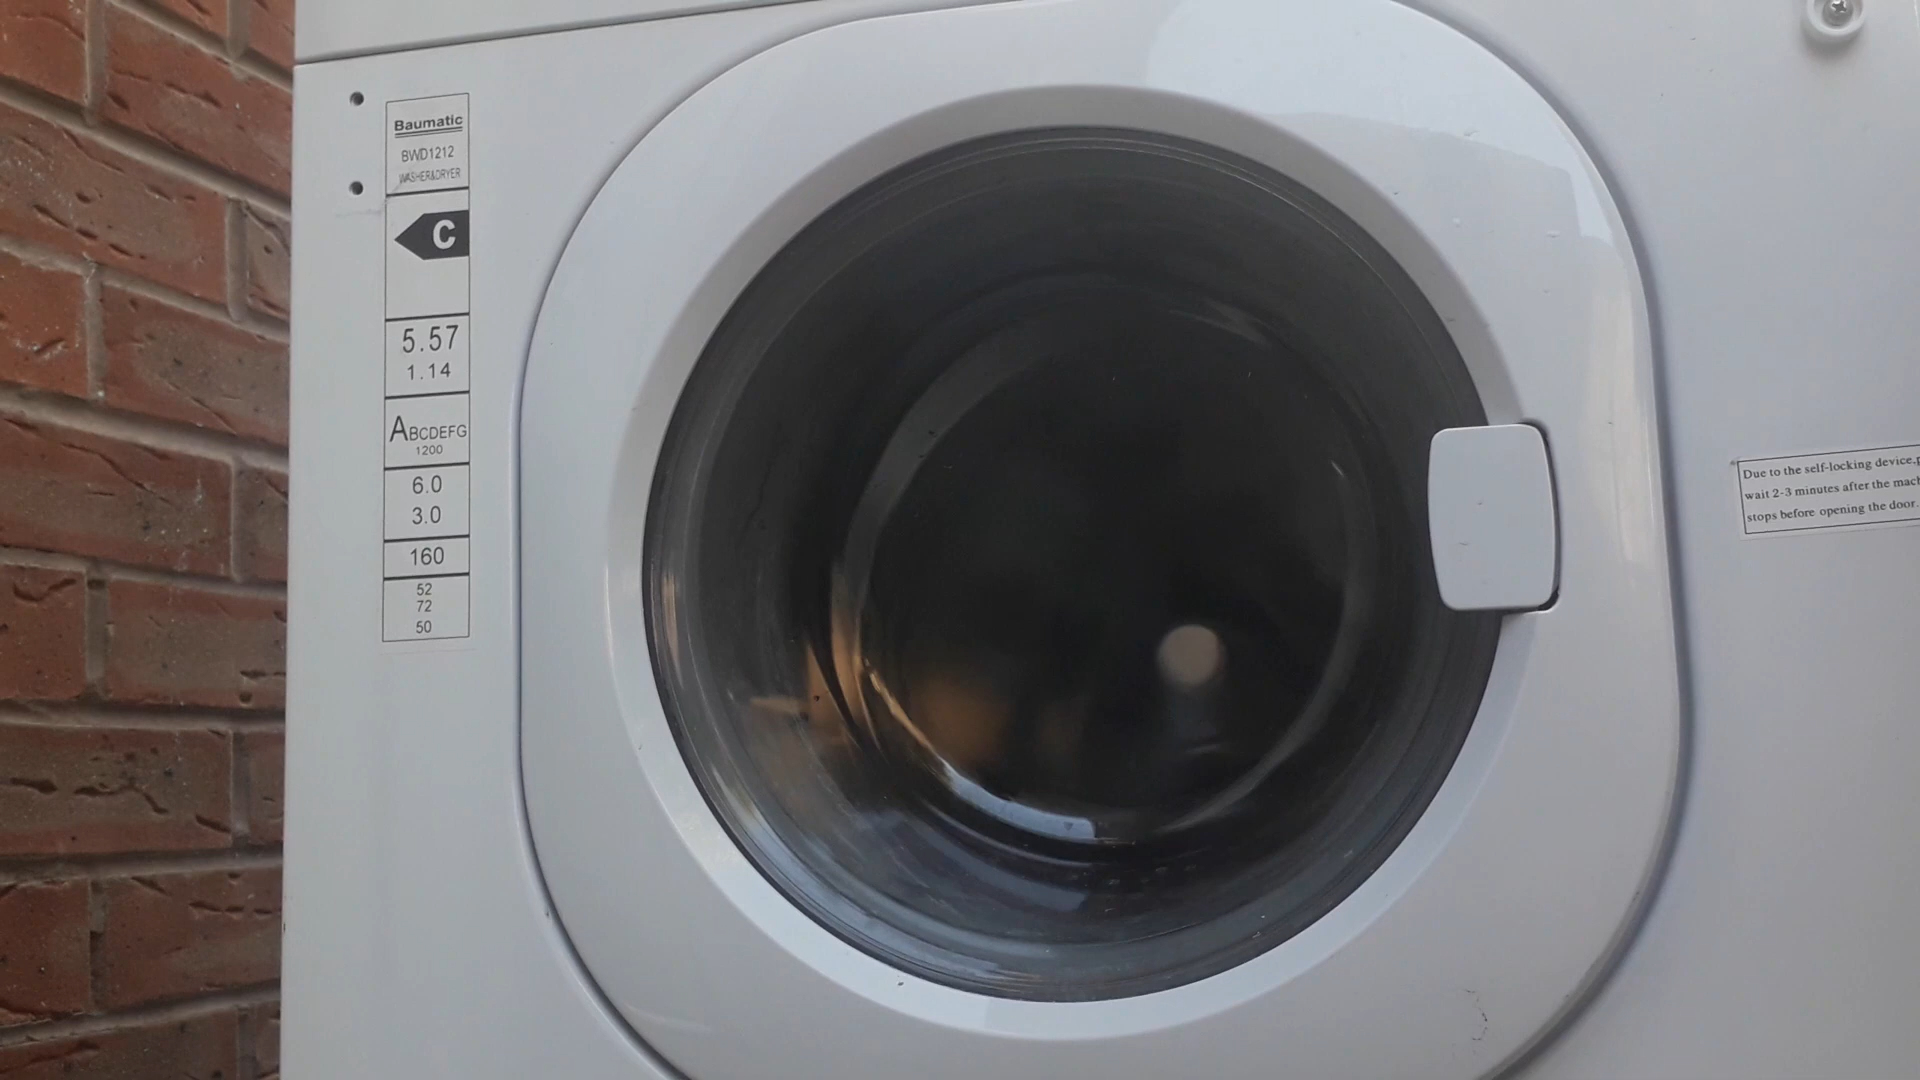 Baumatic
BWD1212
WASHER&DRYER
C
5.57
1.14
ABCDEFG
1200
6.0
3.0
160
52
72
50
Due to the self-locking device,
wait 2-3 minutes after the
stops before opening the door.